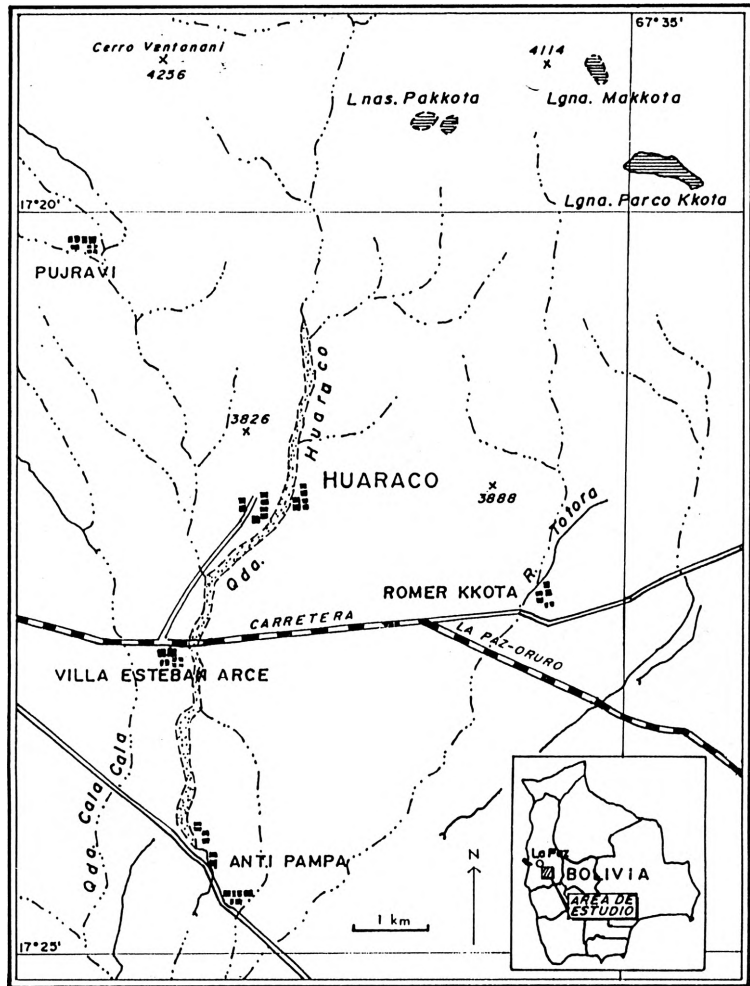 67° 35'
Cerro Ventanani
4256
4114
Lnas. Pakkota
Lgna. Makkota
Lgna. Parco Kkota
17° 20'
PUJRAVI
Qda. Huaraco
3826
HUARACO
3888
R. Totora
ROMER KKOTA
CARRETERA
LA PAZ-ORURO
VILLA ESTEBAN ARCE
Qda. Cala Cala
ANTI PAMPA
1 km
N
La Paz
BOLIVIA
AREA DE
ESTUDIO
17° 25'